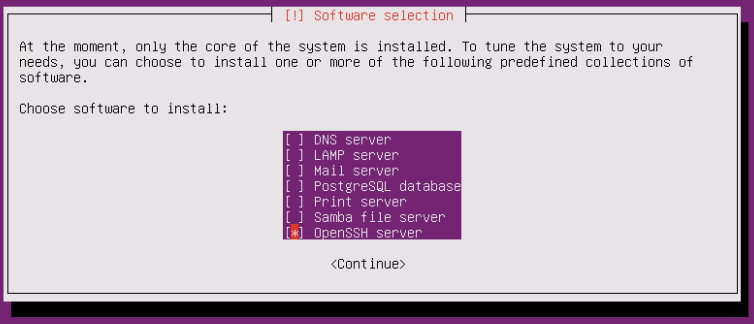 [!] Software selection
At the moment, only the core of the system is installed. To tune the system to your
needs, you can choose to install one or more of the following predefined collections of
software.
Choose software to install:
[ ] DNS server
[ ] LAMP server
[ ] Mail server
[ ] PostgreSQL database
[ ] Print server
[ ] Samba file server
[*] OpenSSH server
<Continue>